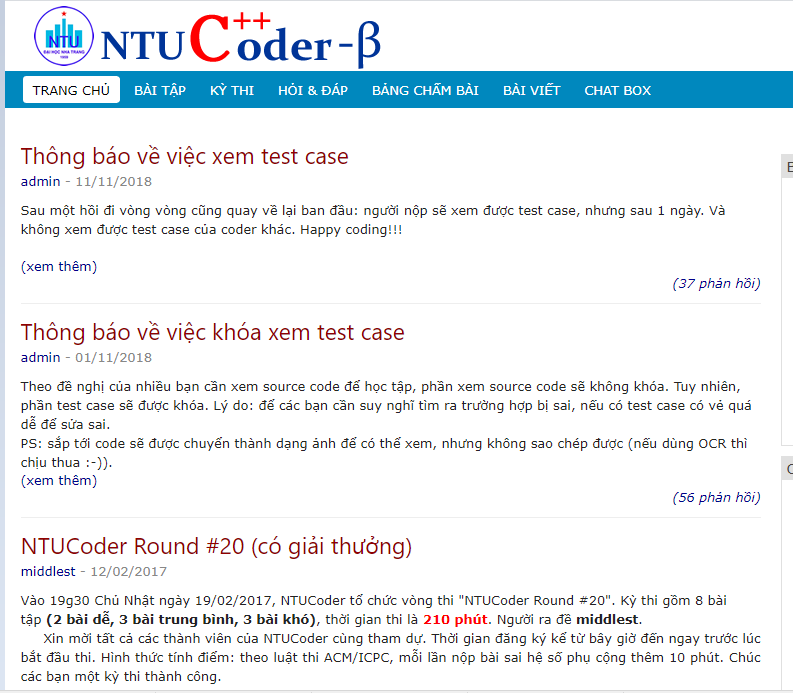 NTU
ĐẠI HỌC NHA TRANG
1959
NTUC++oder-β
TRANG CHỦ BÀI TẬP KỲ THI HỎI & ĐÁP BẢNG CHẤM BÀI BÀI VIẾT CHAT BOX
Thông báo về việc xem test case
admin - 11/11/2018
Sau một hồi đi vòng vòng cũng quay về lại ban đầu: người nộp sẽ xem được test case, nhưng sau 1 ngày. Và
không xem được test case của coder khác. Happy coding!!!
(xem thêm)
(37 phản hồi)
Thông báo về việc khóa xem test case
admin - 01/11/2018
Theo đề nghị của nhiều bạn cần xem source code để học tập, phần xem source code sẽ không khóa. Tuy nhiên,
phần test case sẽ được khóa. Lý do: để các bạn cần suy nghĩ tìm ra trường hợp bị sai, nếu có test case có vẻ quá
dễ để sửa sai.
PS: sắp tới code sẽ được chuyển thành dạng ảnh để có thể xem, nhưng không sao chép được (nếu dùng OCR thì
chịu thua :-)).
(xem thêm)
(56 phản hồi)
NTUCoder Round #20 (có giải thưởng)
middlest - 12/02/2017
Vào 19g30 Chủ Nhật ngày 19/02/2017, NTUCoder tổ chức vòng thi "NTUCoder Round #20". Kỳ thi gồm 8 bài
tập (2 bài dễ, 3 bài trung bình, 3 bài khó), thời gian thi là 210 phút. Người ra đề middlest.
Xin mời tất cả các thành viên của NTUCoder cùng tham dự. Thời gian đăng ký kể từ bây giờ đến ngay trước lúc
bắt đầu thi. Hình thức tính điểm: theo luật thi ACM/ICPC, mỗi lần nộp bài sai hệ số phụ cộng thêm 10 phút. Chúc
các bạn một kỳ thi thành công.